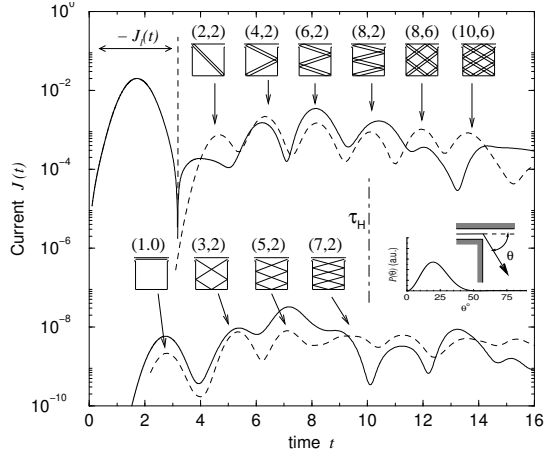 10^0
− J_l(t)
(2,2) (4,2) (6,2) (8,2) (8,6) (10,6)
10^−2
10^−4
Current J(t)
τ_H
10^−6
(1.0) (3,2) (5,2) (7,2)
P(θ) (a.u.)
θ
0 25 50 75
θ°
10^−8
10^−10
0 2 4 6 8 10 12 14 16
time t